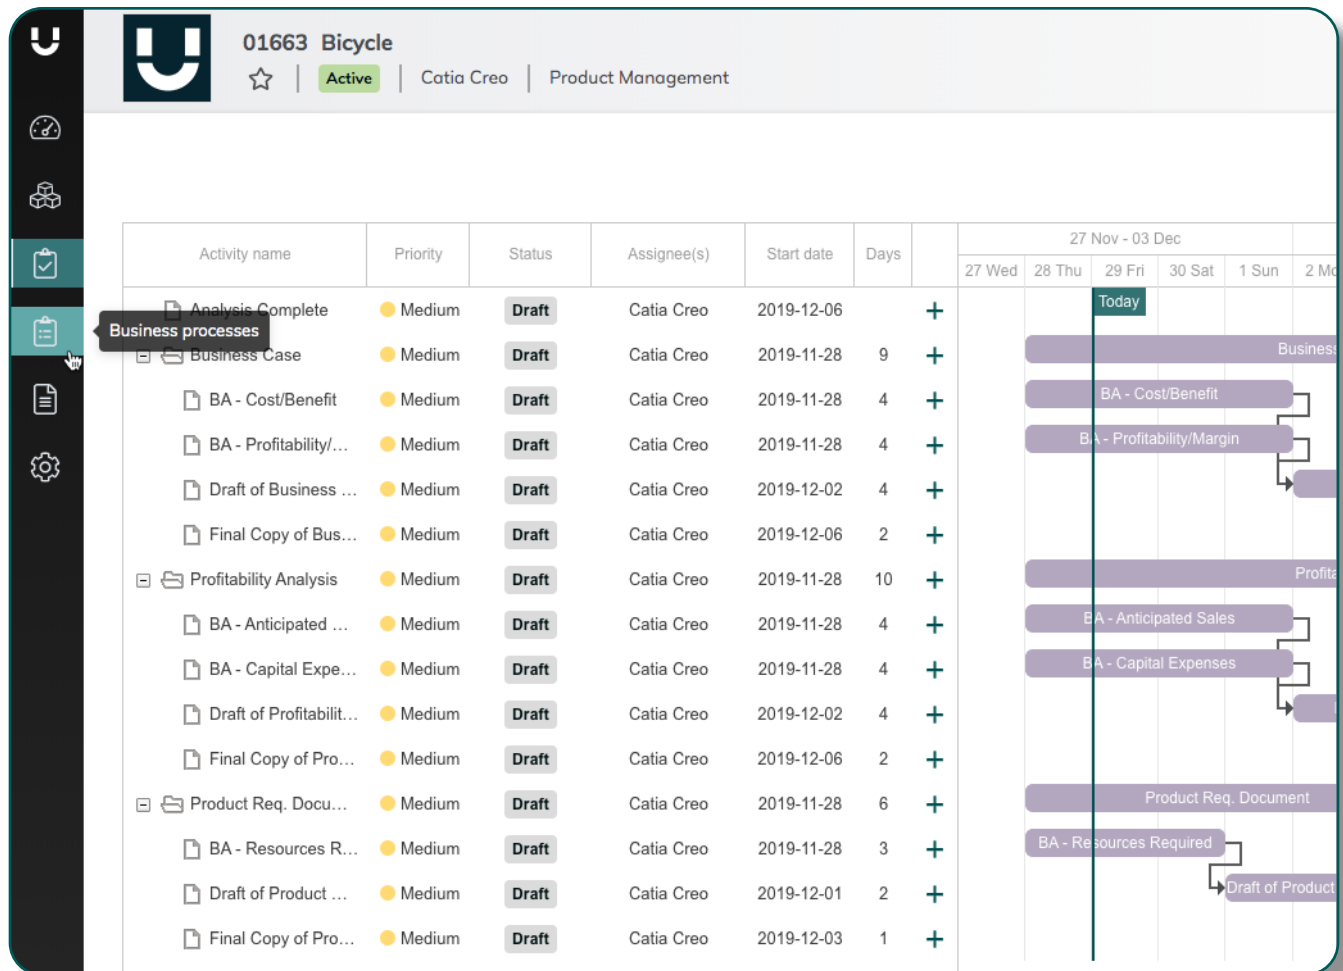 01663 Bicycle
Active Catia Creo Product Management
27 Nov - 03 Dec
Activity name Priority Status Assignee(s) Start date Days
27 Wed 28 Thu 29 Fri 30 Sat 1 Sun 2 Mo
Today
Analysis Complete Medium Draft Catia Creo 2019-12-06
Business processes
Business Case Medium Draft Catia Creo 2019-11-28 9 Business
BA - Cost/Benefit Medium Draft Catia Creo 2019-11-28 4 BA - Cost/Benefit
BA - Profitability/... Medium Draft Catia Creo 2019-11-28 4 BA - Profitability/Margin
Draft of Business ... Medium Draft Catia Creo 2019-12-02 4
Final Copy of Bus... Medium Draft Catia Creo 2019-12-06 2
Profitability Analysis Medium Draft Catia Creo 2019-11-28 10 Profita
BA - Anticipated ... Medium Draft Catia Creo 2019-11-28 4 BA - Anticipated Sales
BA - Capital Expe... Medium Draft Catia Creo 2019-11-28 4 BA - Capital Expenses
Draft of Profitabilit... Medium Draft Catia Creo 2019-12-02 4
Final Copy of Pro... Medium Draft Catia Creo 2019-12-06 2
Product Req. Docu... Medium Draft Catia Creo 2019-11-28 6 Product Req. Document
BA - Resources R... Medium Draft Catia Creo 2019-11-28 3 BA - Resources Required
Draft of Product ... Medium Draft Catia Creo 2019-12-01 2 Draft of Product
Final Copy of Pro... Medium Draft Catia Creo 2019-12-03 1